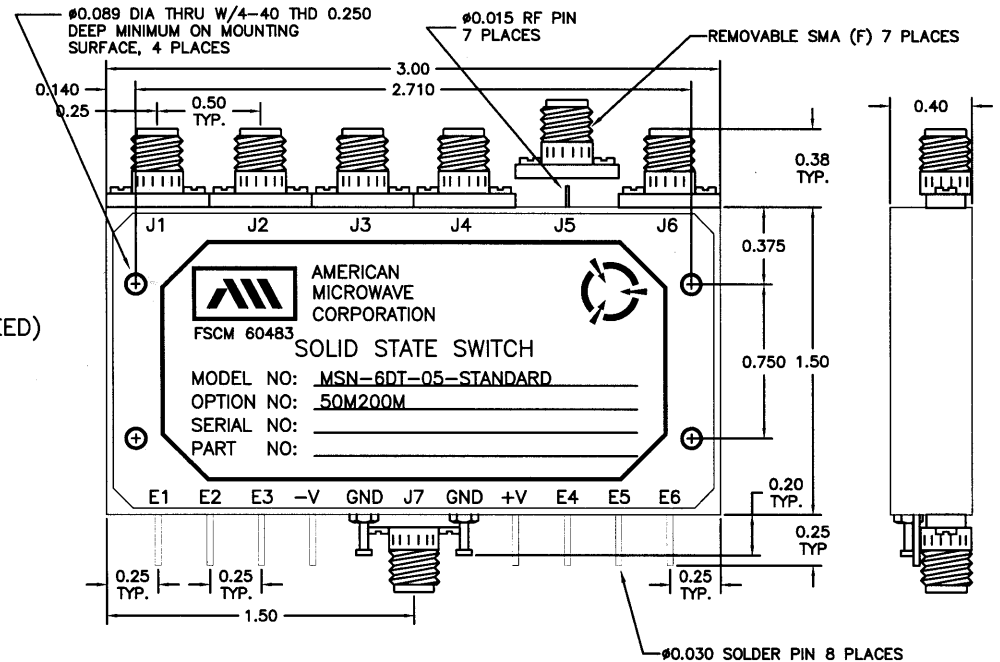 ø0.089 DIA THRU W/4-40 THD 0.250
DEEP MINIMUM ON MOUNTING
SURFACE, 4 PLACES
ø0.015 RF PIN
7 PLACES
REMOVABLE SMA (F) 7 PLACES
3.00
0.140
2.710
0.40
0.25
0.50
TYP.
0.38
TYP.
J1 J2 J3 J4 J5 J6
0.375
AMERICAN
MICROWAVE
CORPORATION
FSCM 60483
EED)
SOLID STATE SWITCH
0.750 1.50
MODEL NO: MSN-6DT-05-STANDARD
OPTION NO: 50M200M
SERIAL NO:
PART NO:
E1 E2 E3 -V GND J7 GND +V E4 E5 E6
0.20
TYP.
0.25
TYP
0.25
TYP.
0.25
TYP.
0.25
TYP.
1.50
ø0.030 SOLDER PIN 8 PLACES